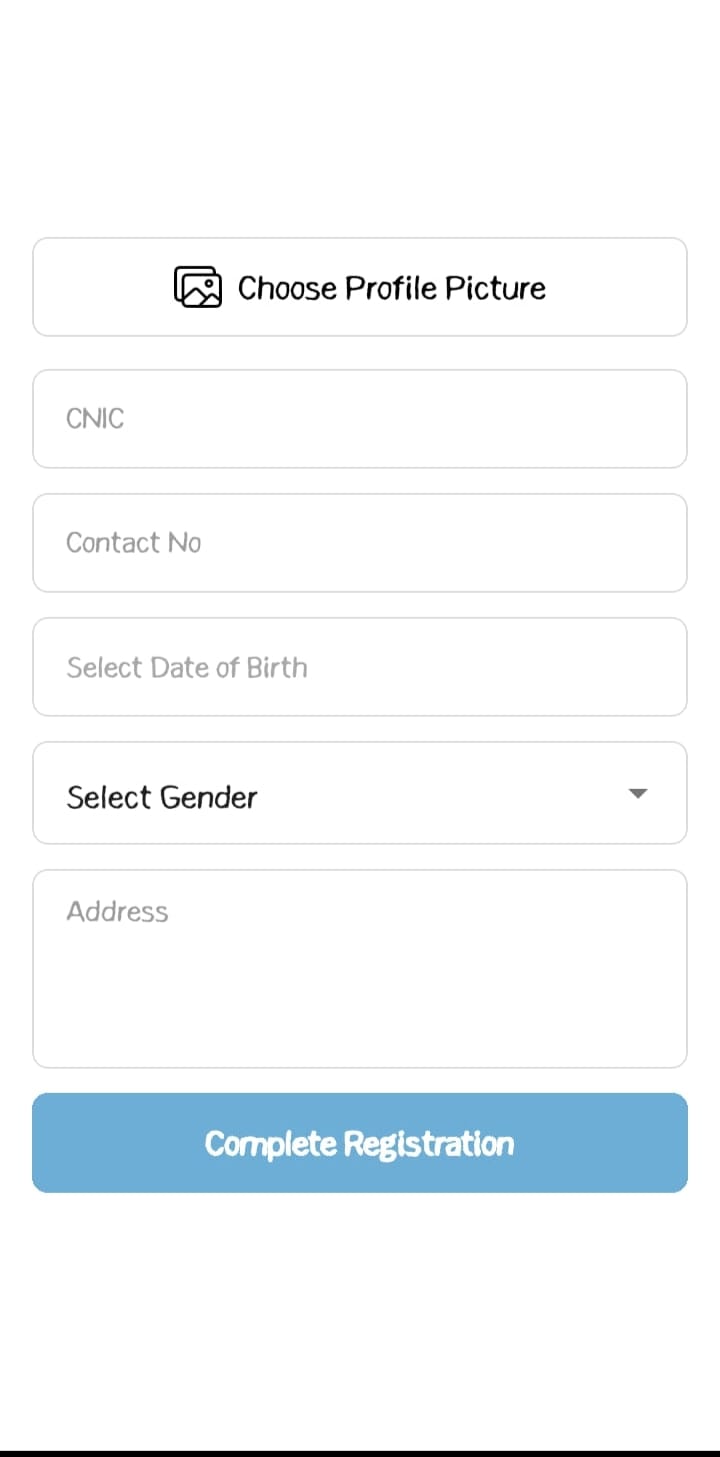 Choose Profile Picture
CNIC
Contact No
Select Date of Birth
Select Gender
Address
Complete Registration